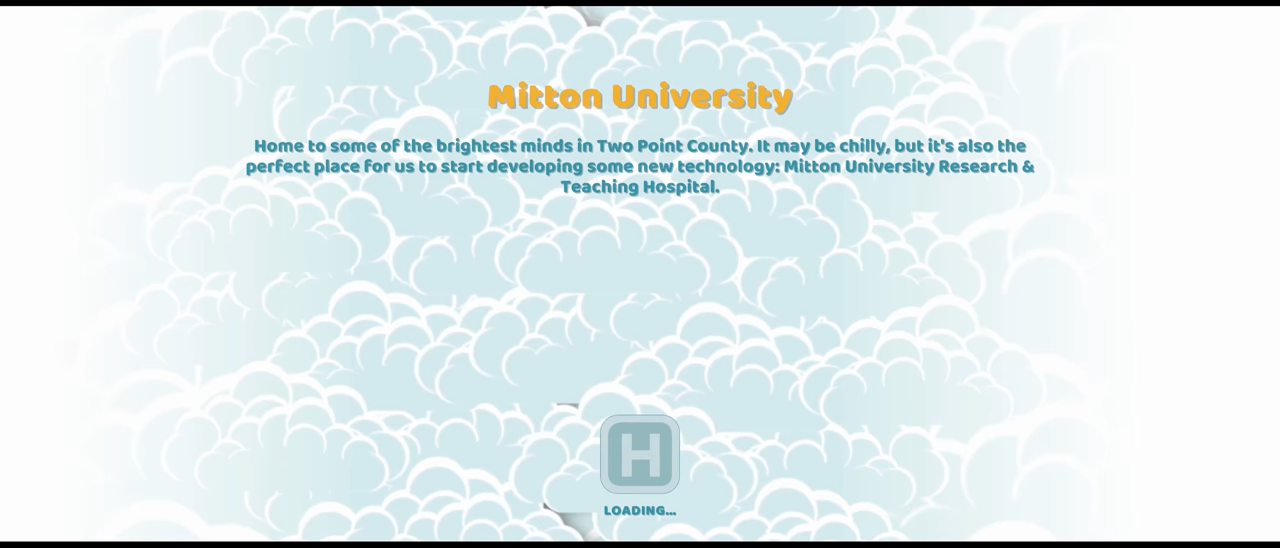 Mitton University
Home to some of the brightest minds in Two Point County. It may be chilly, but it's also the
perfect place for us to start developing some new technology: Mitton University Research &
Teaching Hospital.
H
LOADING...